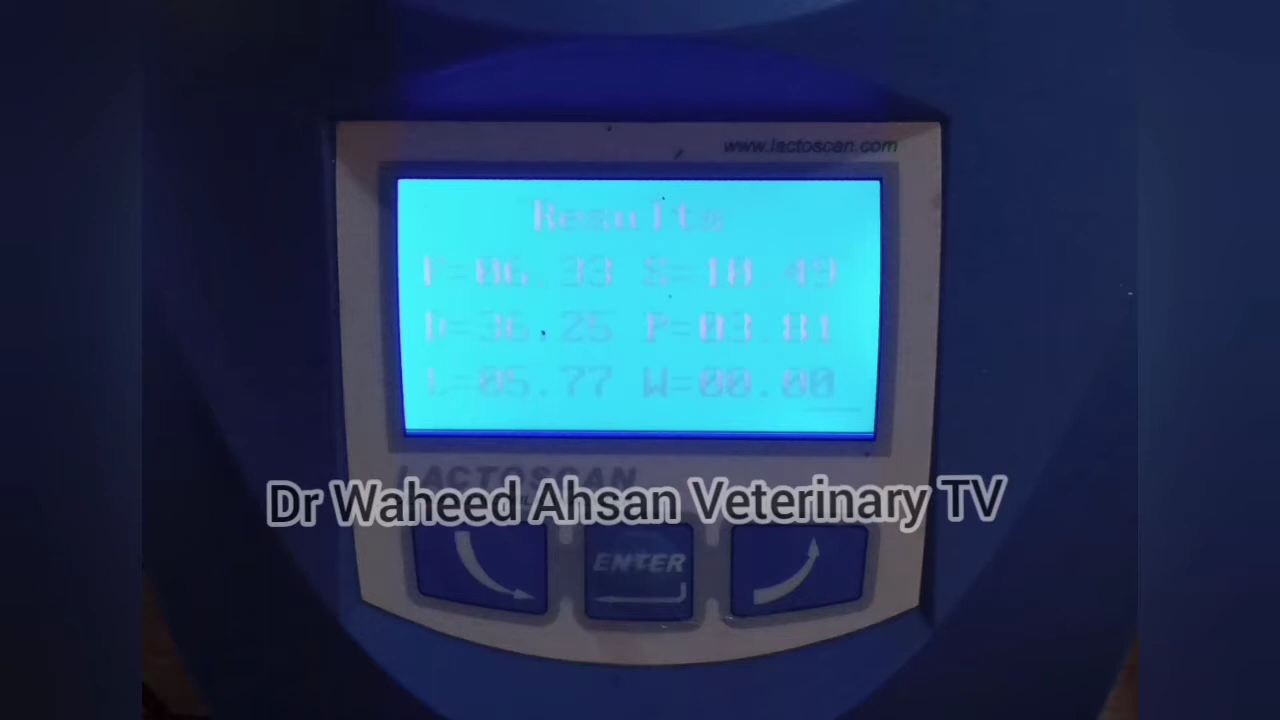 www.lactoscan.com
Results
F=06.33 S=10.49
D=36.25 P=03.81
L=05.77 W=00.00
LACTOSCAN
Dr Waheed Ahsan Veterinary TV
ENTER